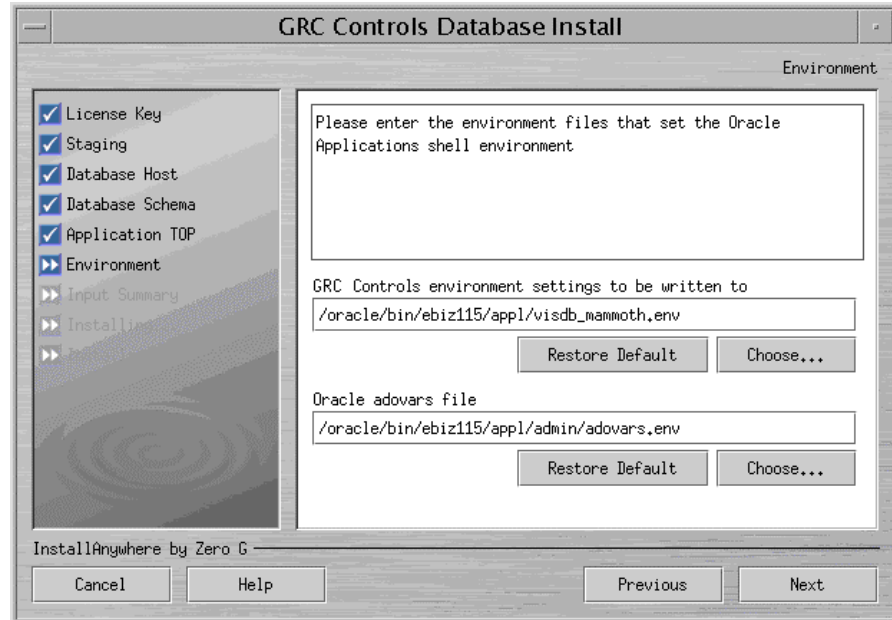 GRC Controls Database Install
Environment
License Key
Staging
Database Host
Database Schema
Application TOP
Environment
Input Summary
Installing...
Please enter the environment files that set the Oracle
Applications shell environment
GRC Controls environment settings to be written to
/oracle/bin/ebiz115/appl/visdb_mammoth.env
Restore Default
Choose...
Oracle adovars file
/oracle/bin/ebiz115/appl/admin/adovars.env
Restore Default
Choose...
InstallAnywhere by Zero G
Cancel
Help
Previous
Next